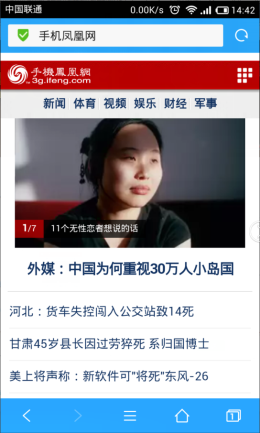 中国联通 0.00K/s 14:42
手机凤凰网
手機鳳凰網
3g.ifeng.com
新闻 体育 视频 娱乐 财经 军事
1/7 11个无性恋者想说的话
外媒：中国为何重视30万人小岛国
河北：货车失控闯入公交站致14死
甘肃45岁县长因过劳猝死 系归国博士
美上将声称：新软件可"将死"东风-26
1